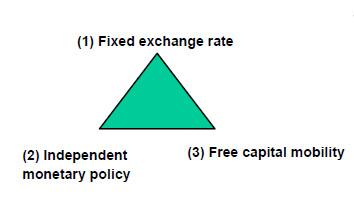 (1) Fixed exchange rate
(2) Independent
monetary policy
(3) Free capital mobility